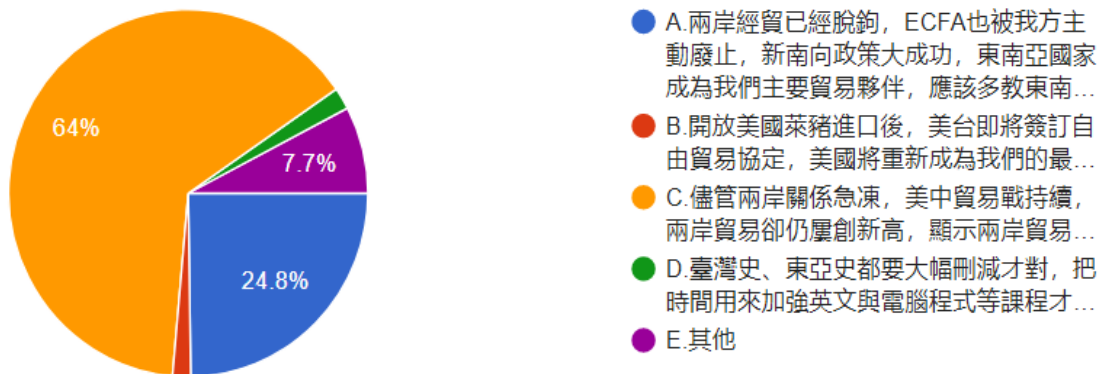 64%
7.7%
24.8%
A.兩岸經貿已經脫鉤，ECFA也被我方主
動廢止，新南向政策大成功，東南亞國家
成為我們主要貿易夥伴，應該多教東南...
B.開放美國萊豬進口後，美台即將簽訂自
由貿易協定，美國將重新成為我們的最...
C.儘管兩岸關係急凍，美中貿易戰持續，
兩岸貿易卻仍屢創新高，顯示兩岸貿易...
D.臺灣史、東亞史都要大幅刪減才對，把
時間用來加強英文與電腦程式等課程才...
E.其他